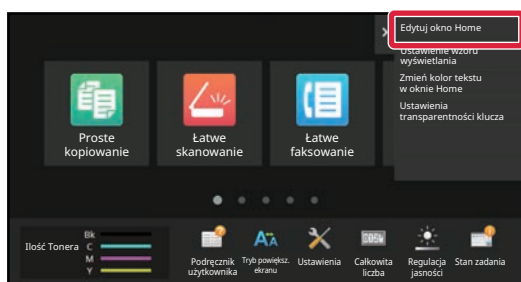 Edytuj okno Home
Ustawienie wzoru
wyświetlania
Zmień kolor tekstu
w oknie Home
Ustawienia
transparentności klucza
Proste
kopiowanie
Łatwe
skanowanie
Łatwe
faksowanie
Ilość Tonera
Bk
C
M
Y
Podręcznik
użytkownika
Tryb powiększ.
ekranu
Ustawienia
Całkowita
liczba
Regulacja
jasności
Stan zadania